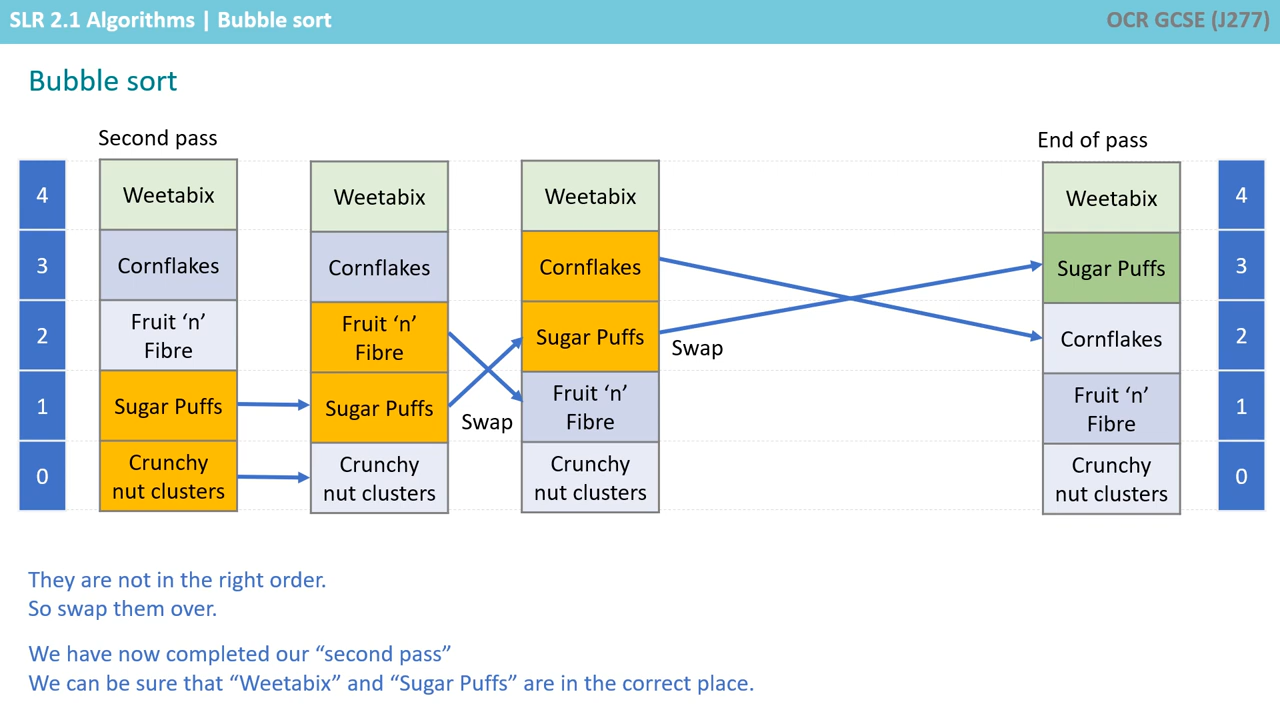 SLR 2.1 Algorithms | Bubble sort
OCR GCSE (J277)
Bubble sort
Second pass
End of pass
4
Weetabix
Weetabix
Weetabix
Weetabix
4
3
Cornflakes
Cornflakes
Cornflakes
Sugar Puffs
3
2
Fruit ‘n’
Fibre
Fruit ‘n’
Fibre
Sugar Puffs
Swap
Cornflakes
2
1
Sugar Puffs
Sugar Puffs
Swap
Fruit ‘n’
Fibre
Fruit ‘n’
Fibre
1
0
Crunchy
nut clusters
Crunchy
nut clusters
Crunchy
nut clusters
Crunchy
nut clusters
0
They are not in the right order.
So swap them over.
We have now completed our “second pass”
We can be sure that “Weetabix” and “Sugar Puffs” are in the correct place.